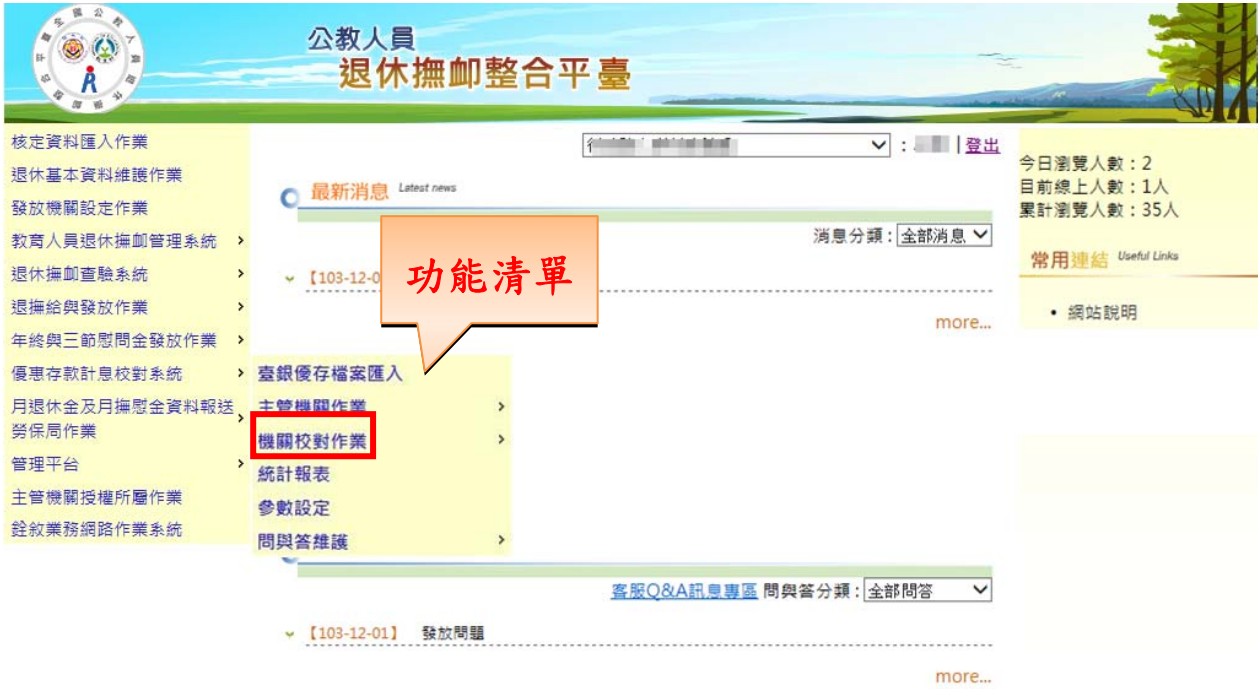 公教人員
退休撫卹整合平臺
核定資料匯入作業
退休基本資料維護作業
發放機關設定作業
教育人員退休撫卹管理系統
退休撫卹查驗系統
退撫給與發放作業
年終與三節慰問金發放作業
優惠存款計息校對系統
月退休金及月撫慰金資料報送
勞保局作業
管理平台
主管機關授權所屬作業
銓敘業務網路作業系統
： | 登出
最新消息 Latest news
消息分類：全部消息
【103-12-0
more...
功能清單
臺銀優存檔案匯入
主管機關作業
機關校對作業
統計報表
參數設定
問與答維護
客服Q&A訊息專區 問與答分類：全部問答
【103-12-01】 發放問題
more...
今日瀏覽人數：2
目前線上人數：1人
累計瀏覽人數：35人
常用連結 Useful Links
• 網站說明